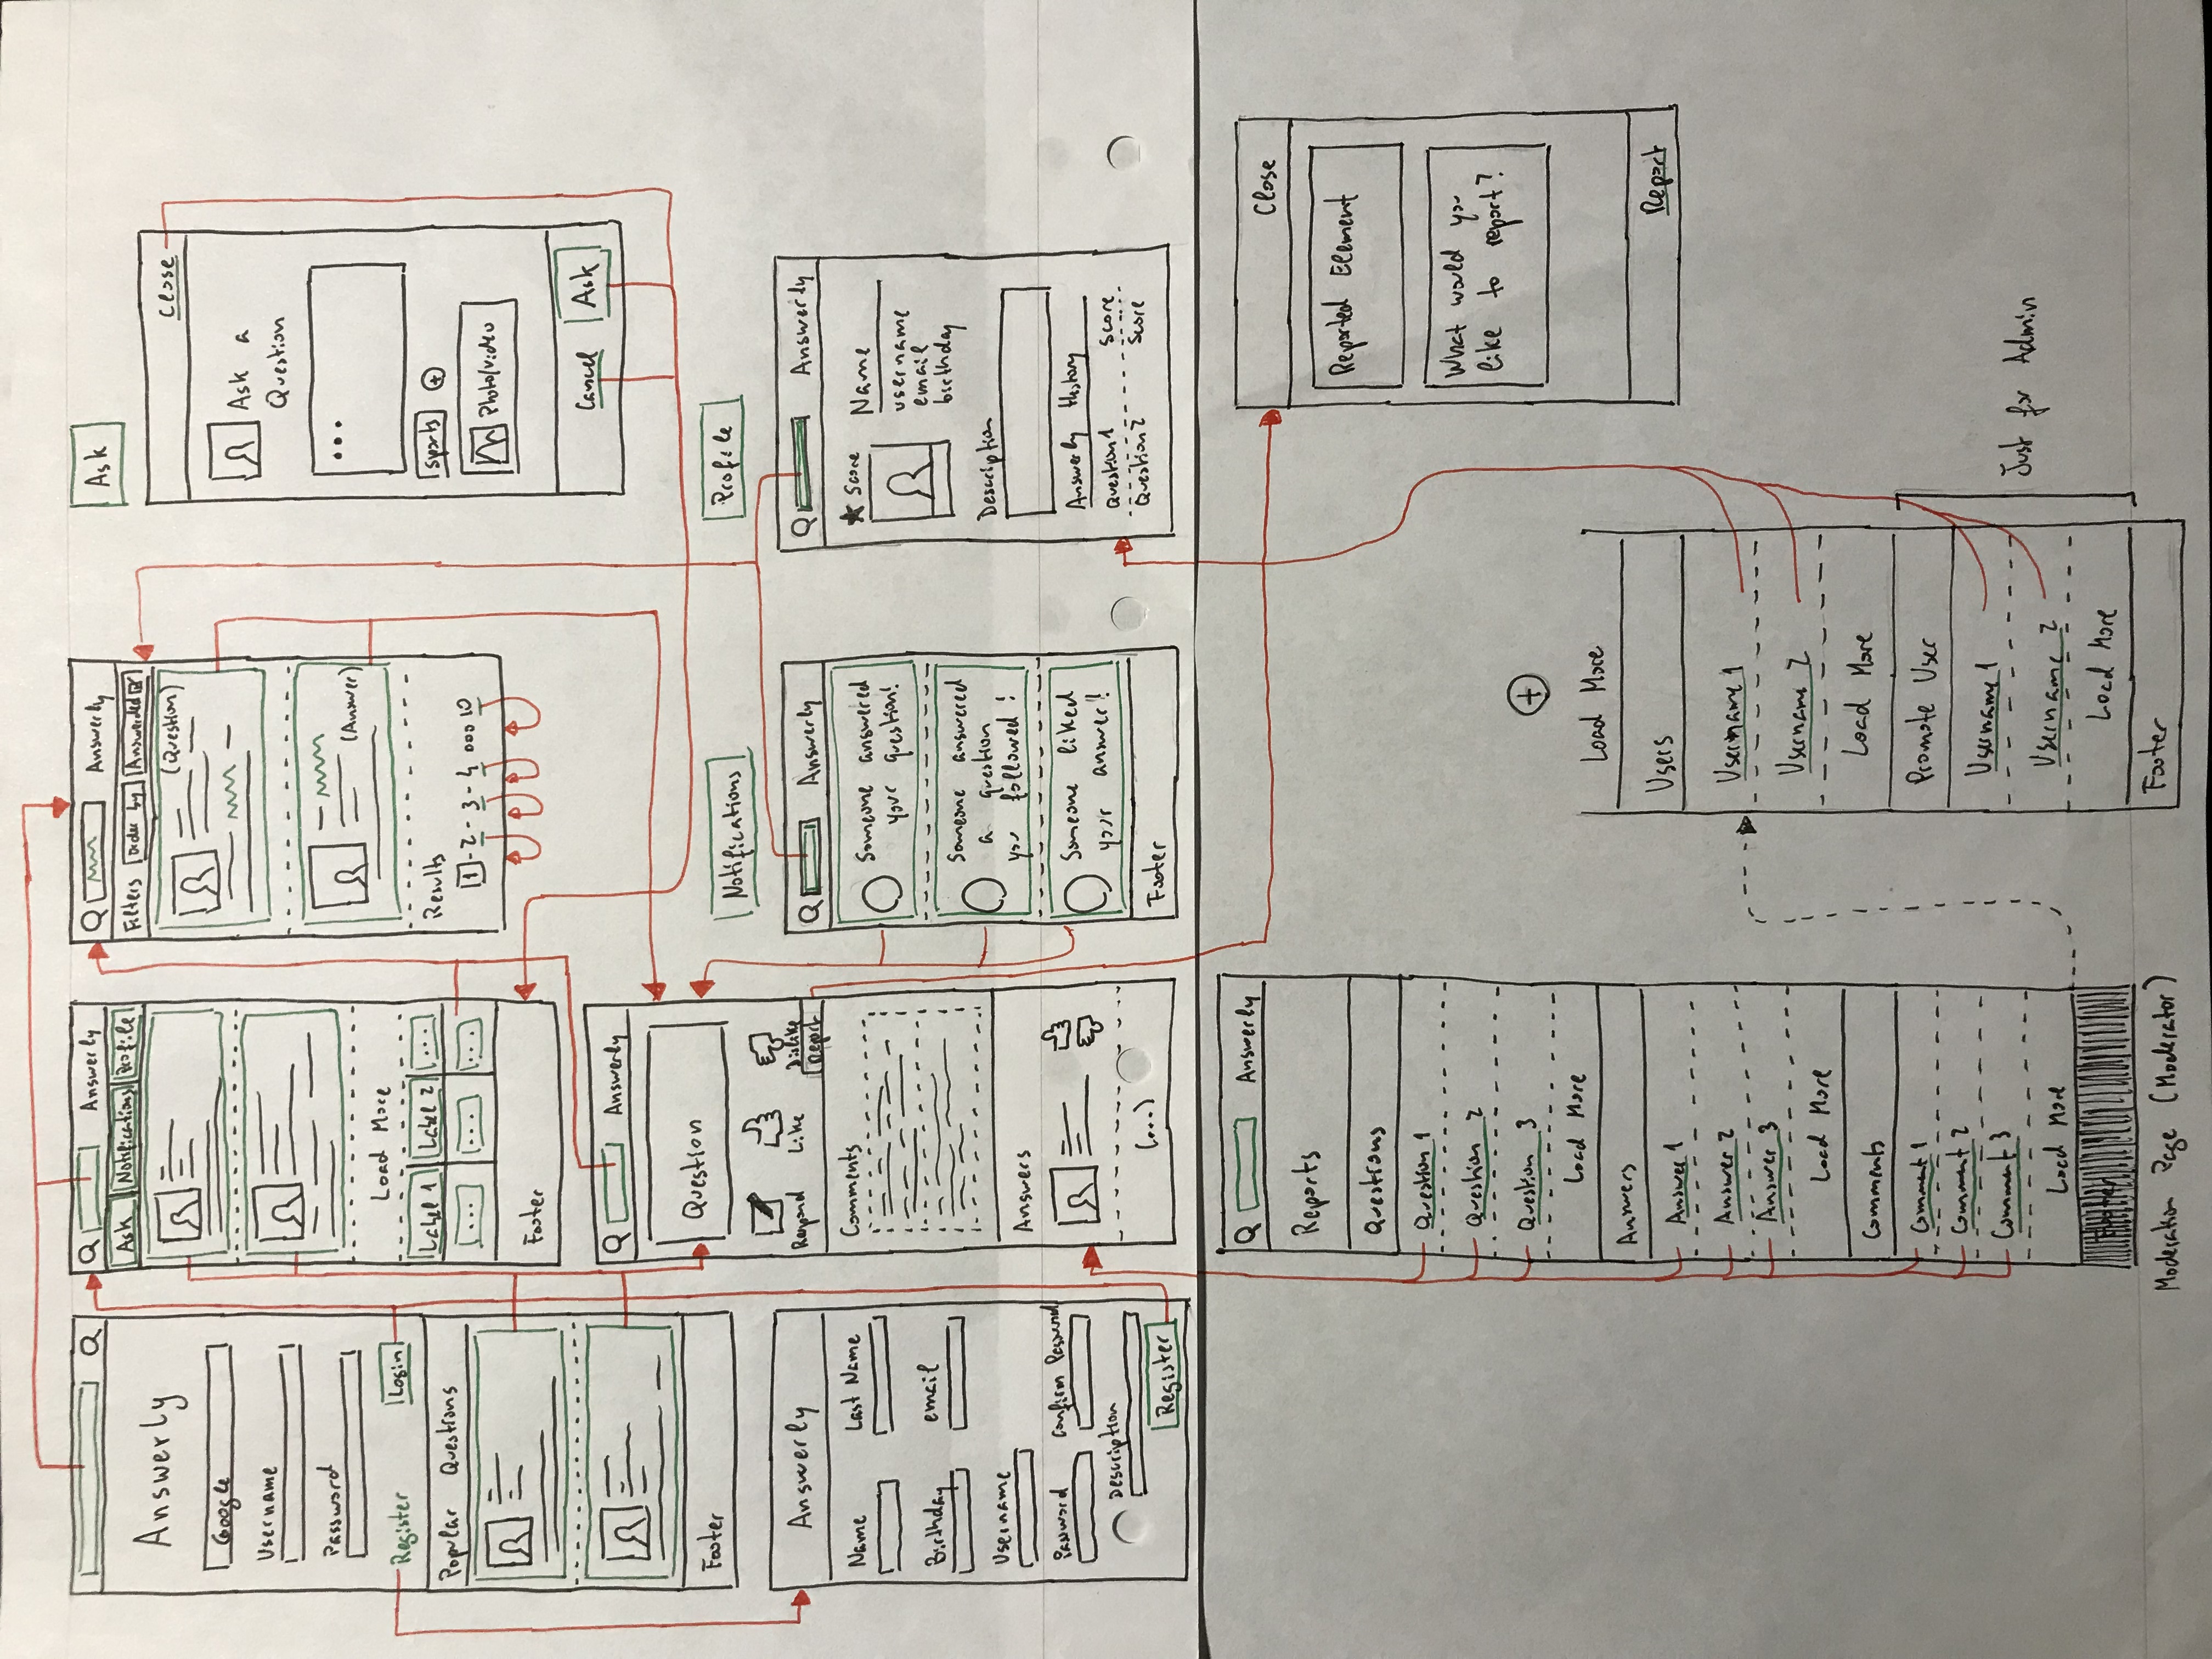 Answerly
Google
Username
Password
Register
Login
Popular Questions
Footer
Answerly
Ask
Notifications
Profile
Load More
Label 1
Label 2
...
...
...
...
Footer
Answerly
Filters
Order by
Answerded
(Question)
(Answer)
Results
1 - 2 - 3 - 4 ooo 10
Ask
Close
Ask a
Question
...
Sports
+
Photo/video
Cancel
Ask
Answerly
Name
Last Name
Birthday
email
Username
Password
Confirm Password
Description
Register
Answerly
Question
Respond
Like
Dislike
Report
Comments
Answers
(...)
Notifications
Answerly
Someone answered
your question!
Someone answered
a question
you followed!
Someone liked
your answer!
Footer
Profile
Answerly
Score
Name
username
email
birthday
Description
Answerly History
Question 1
Score
Question 2
Score
Answerly
Reports
Questions
Question 1
Question 2
Question 3
Load More
Answers
Answer 1
Answer 2
Answer 3
Load More
Comments
Comment 1
Comment 2
Comment 3
Load More
Footer
Moderation Page (Moderator)
+
Load More
Users
Username 1
Username 2
Load More
Promote User
Username 1
Username 2
Load More
Footer
Just for Admin
Close
Reported Element
What would you
like to report?
Report